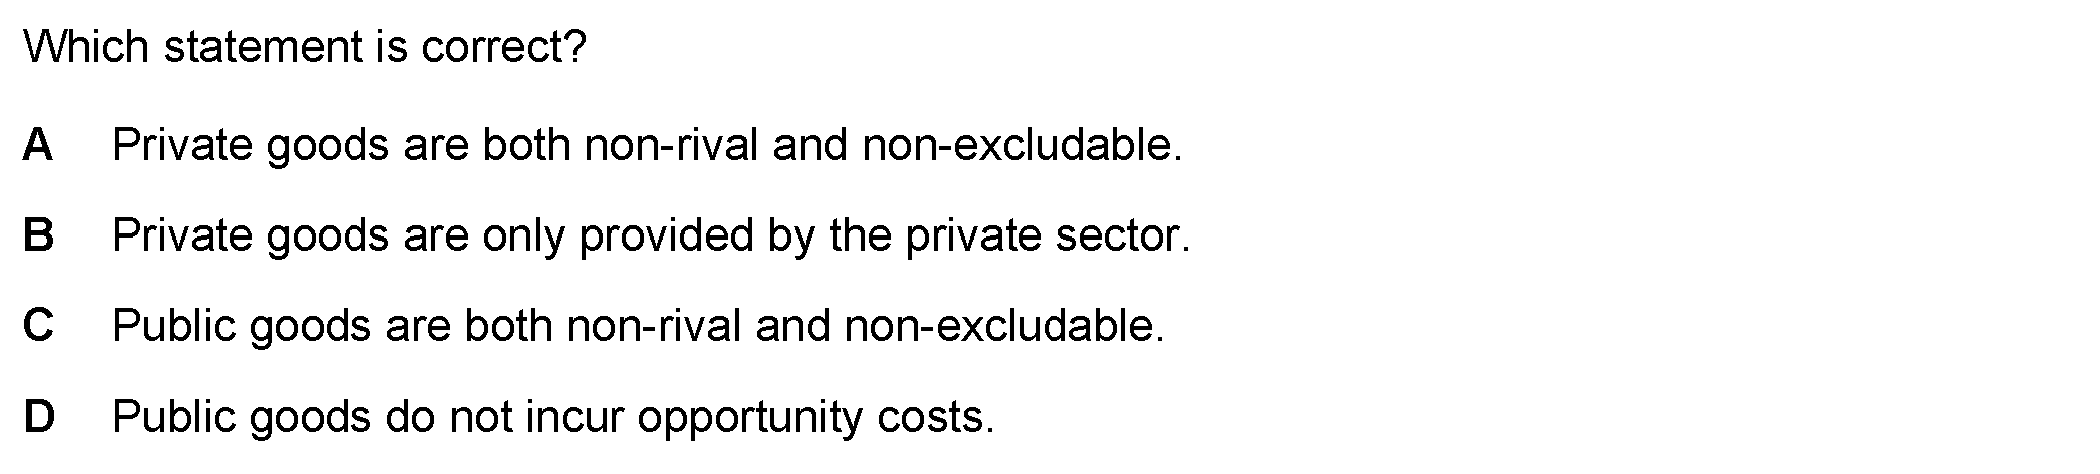 Which statement is correct?
A Private goods are both non-rival and non-excludable.
B Private goods are only provided by the private sector.
C Public goods are both non-rival and non-excludable.
D Public goods do not incur opportunity costs.